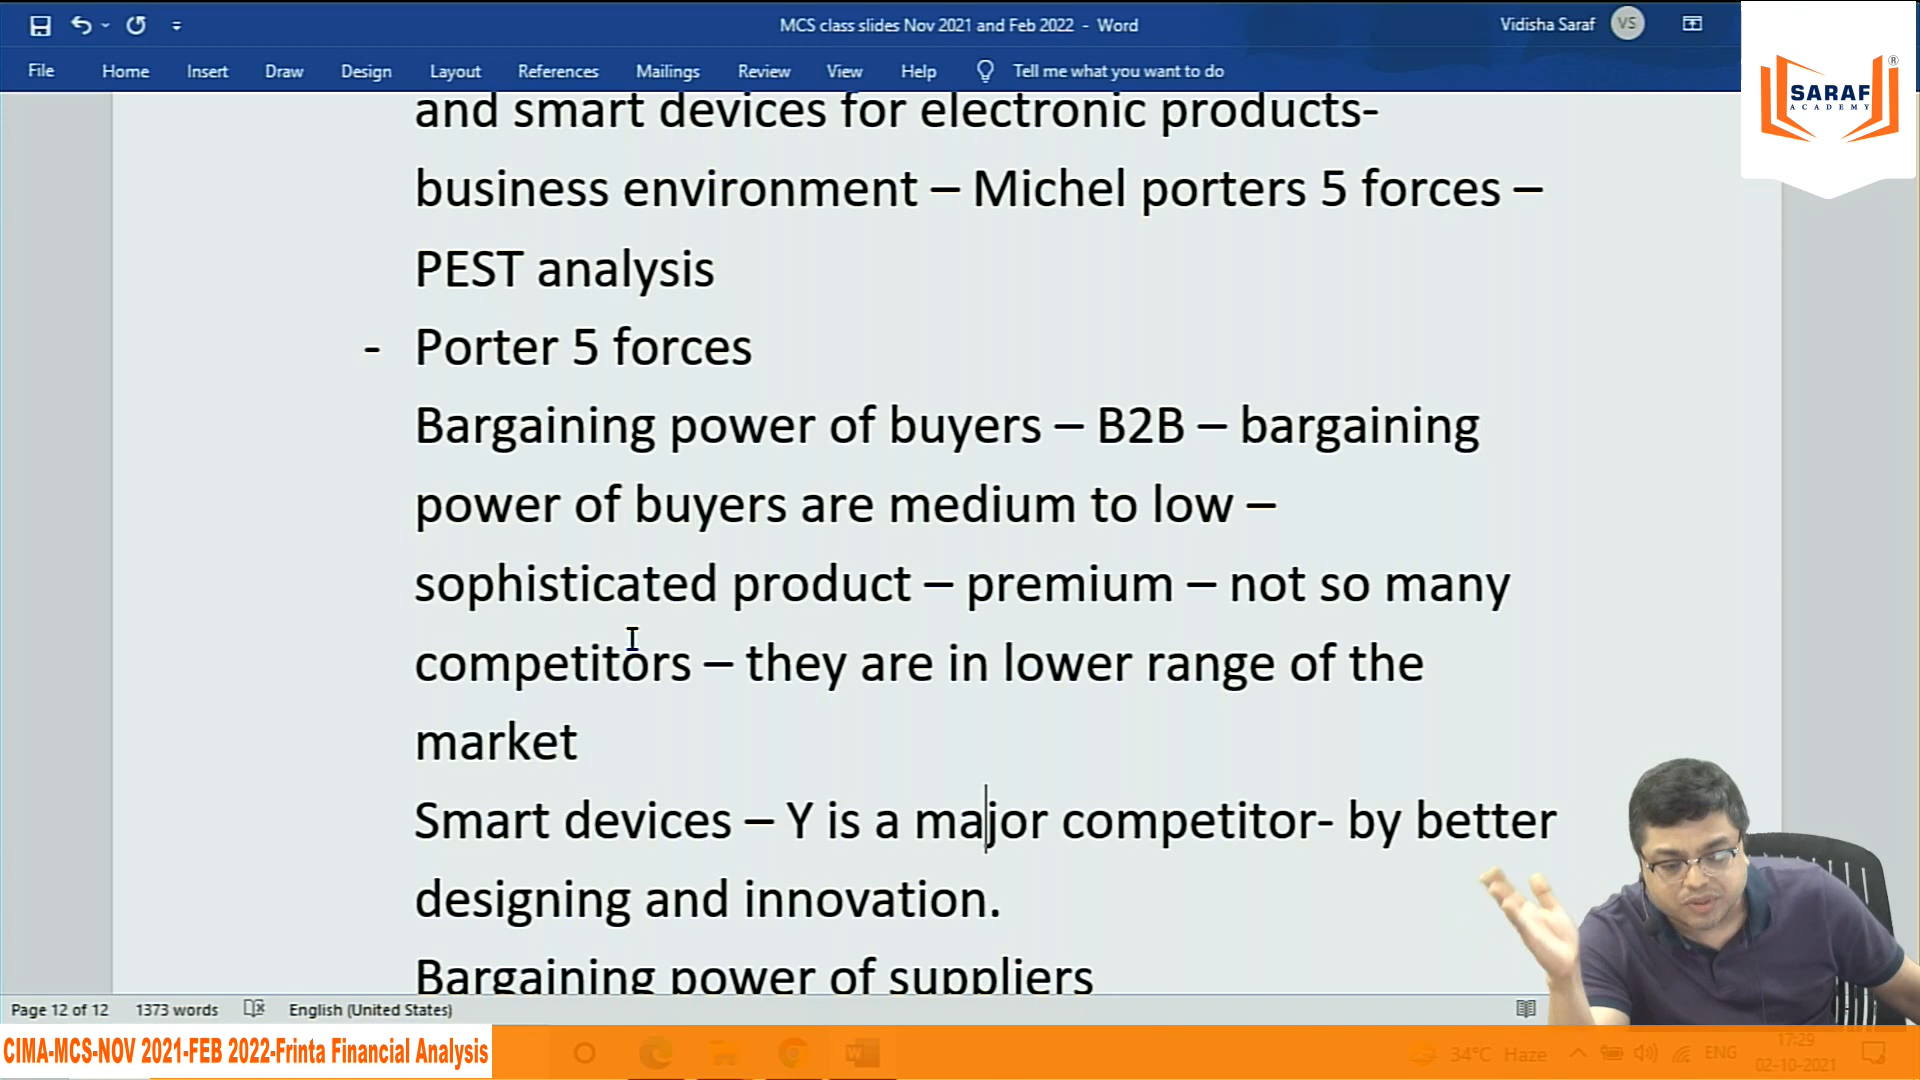 MCS class slides Nov 2021 and Feb 2022 - Word
Vidisha Saraf VS
File Home Insert Draw Design Layout References Mailings Review View Help Tell me what you want to do
SARAF
ACADEMY
®
and smart devices for electronic products-
business environment – Michel porters 5 forces –
PEST analysis
- Porter 5 forces
Bargaining power of buyers – B2B – bargaining
power of buyers are medium to low –
sophisticated product – premium – not so many
competitors – they are in lower range of the
market
Smart devices – Y is a major competitor- by better
designing and innovation.
Bargaining power of suppliers
Page 12 of 12 1373 words English (United States)
CIMA-MCS-NOV 2021-FEB 2022-Frinta Financial Analysis
34°C Haze ENG
17:29
02-10-2021